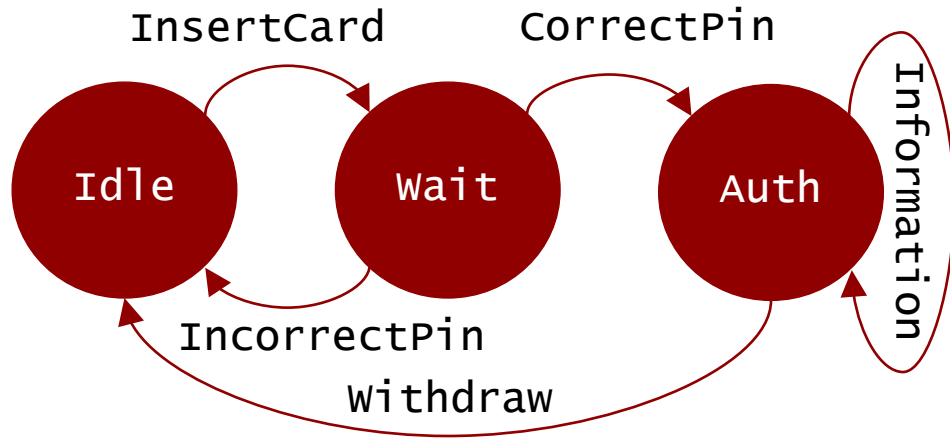 InsertCard
CorrectPin
Idle
Wait
Auth
Information
IncorrectPin
Withdraw